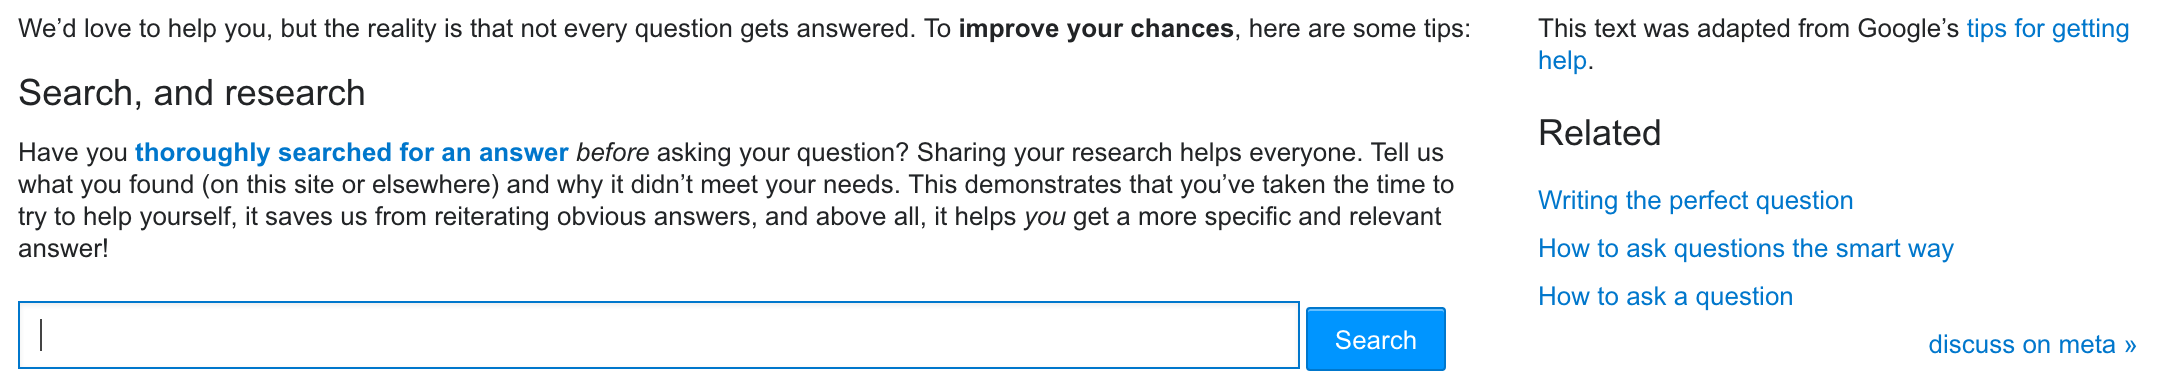 We’d love to help you, but the reality is that not every question gets answered. To improve your chances, here are some tips:
Search, and research
Have you thoroughly searched for an answer before asking your question? Sharing your research helps everyone. Tell us
what you found (on this site or elsewhere) and why it didn’t meet your needs. This demonstrates that you’ve taken the time to
try to help yourself, it saves us from reiterating obvious answers, and above all, it helps you get a more specific and relevant
answer!
Search
This text was adapted from Google’s tips for getting
help.
Related
Writing the perfect question
How to ask questions the smart way
How to ask a question
discuss on meta »